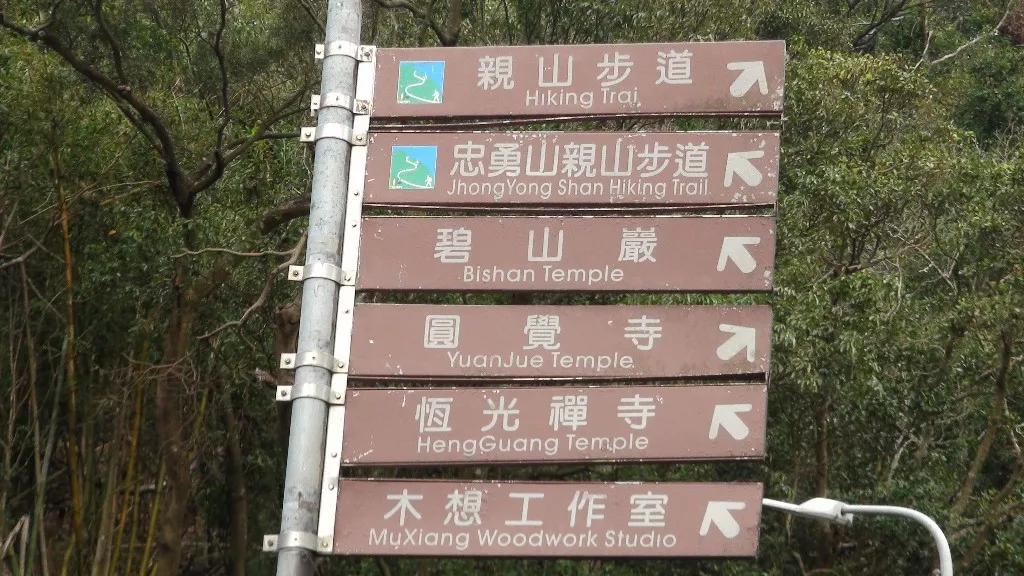 親山步道
Hiking Trai
忠勇山親山步道
JhongYong Shan Hiking Trail
碧山巖
Bishan Temple
圓覺寺
YuanJue Temple
恆光禪寺
HengGuang Temple
木想工作室
MuXiang Woodwork Studio